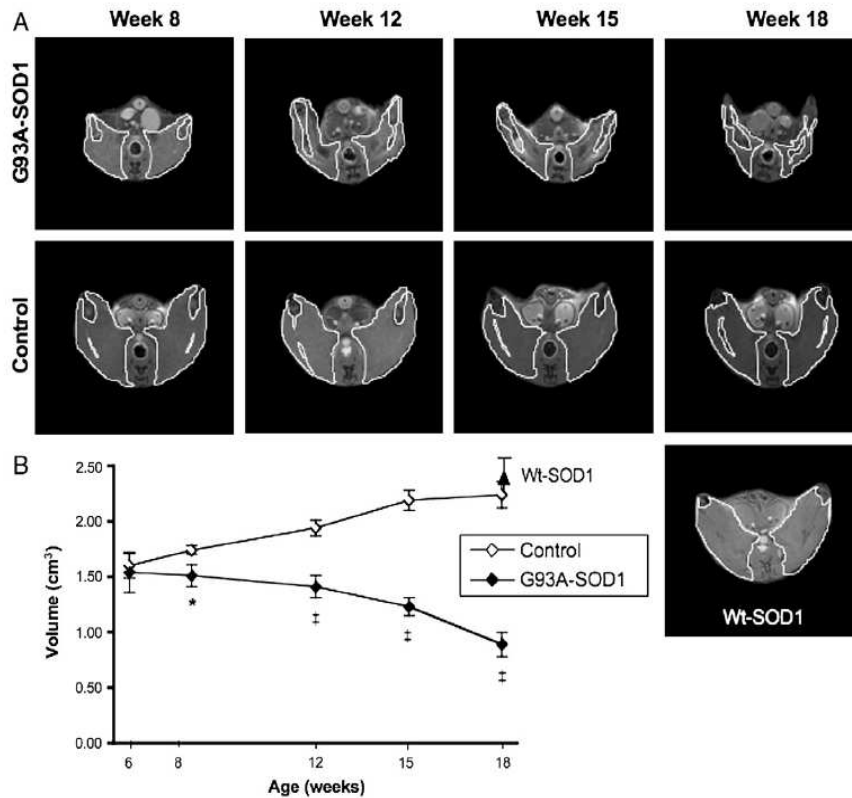 A
Week 8
Week 12
Week 15
Week 18
G93A-SOD1
Control
B
2.50
2.00
1.50
1.00
0.50
0.00
Volume (cm³)
6
8
12
15
18
Age (weeks)
*
‡
‡
‡
Wt-SOD1
Control
G93A-SOD1
Wt-SOD1